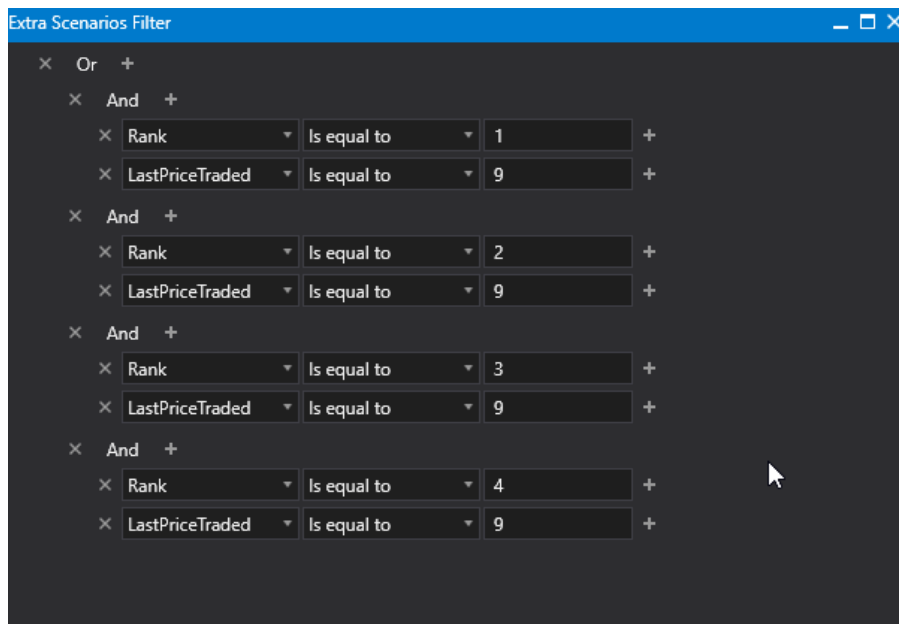 Extra Scenarios Filter
Or
And
Rank Is equal to 1
LastPriceTraded Is equal to 9
And
Rank Is equal to 2
LastPriceTraded Is equal to 9
And
Rank Is equal to 3
LastPriceTraded Is equal to 9
And
Rank Is equal to 4
LastPriceTraded Is equal to 9